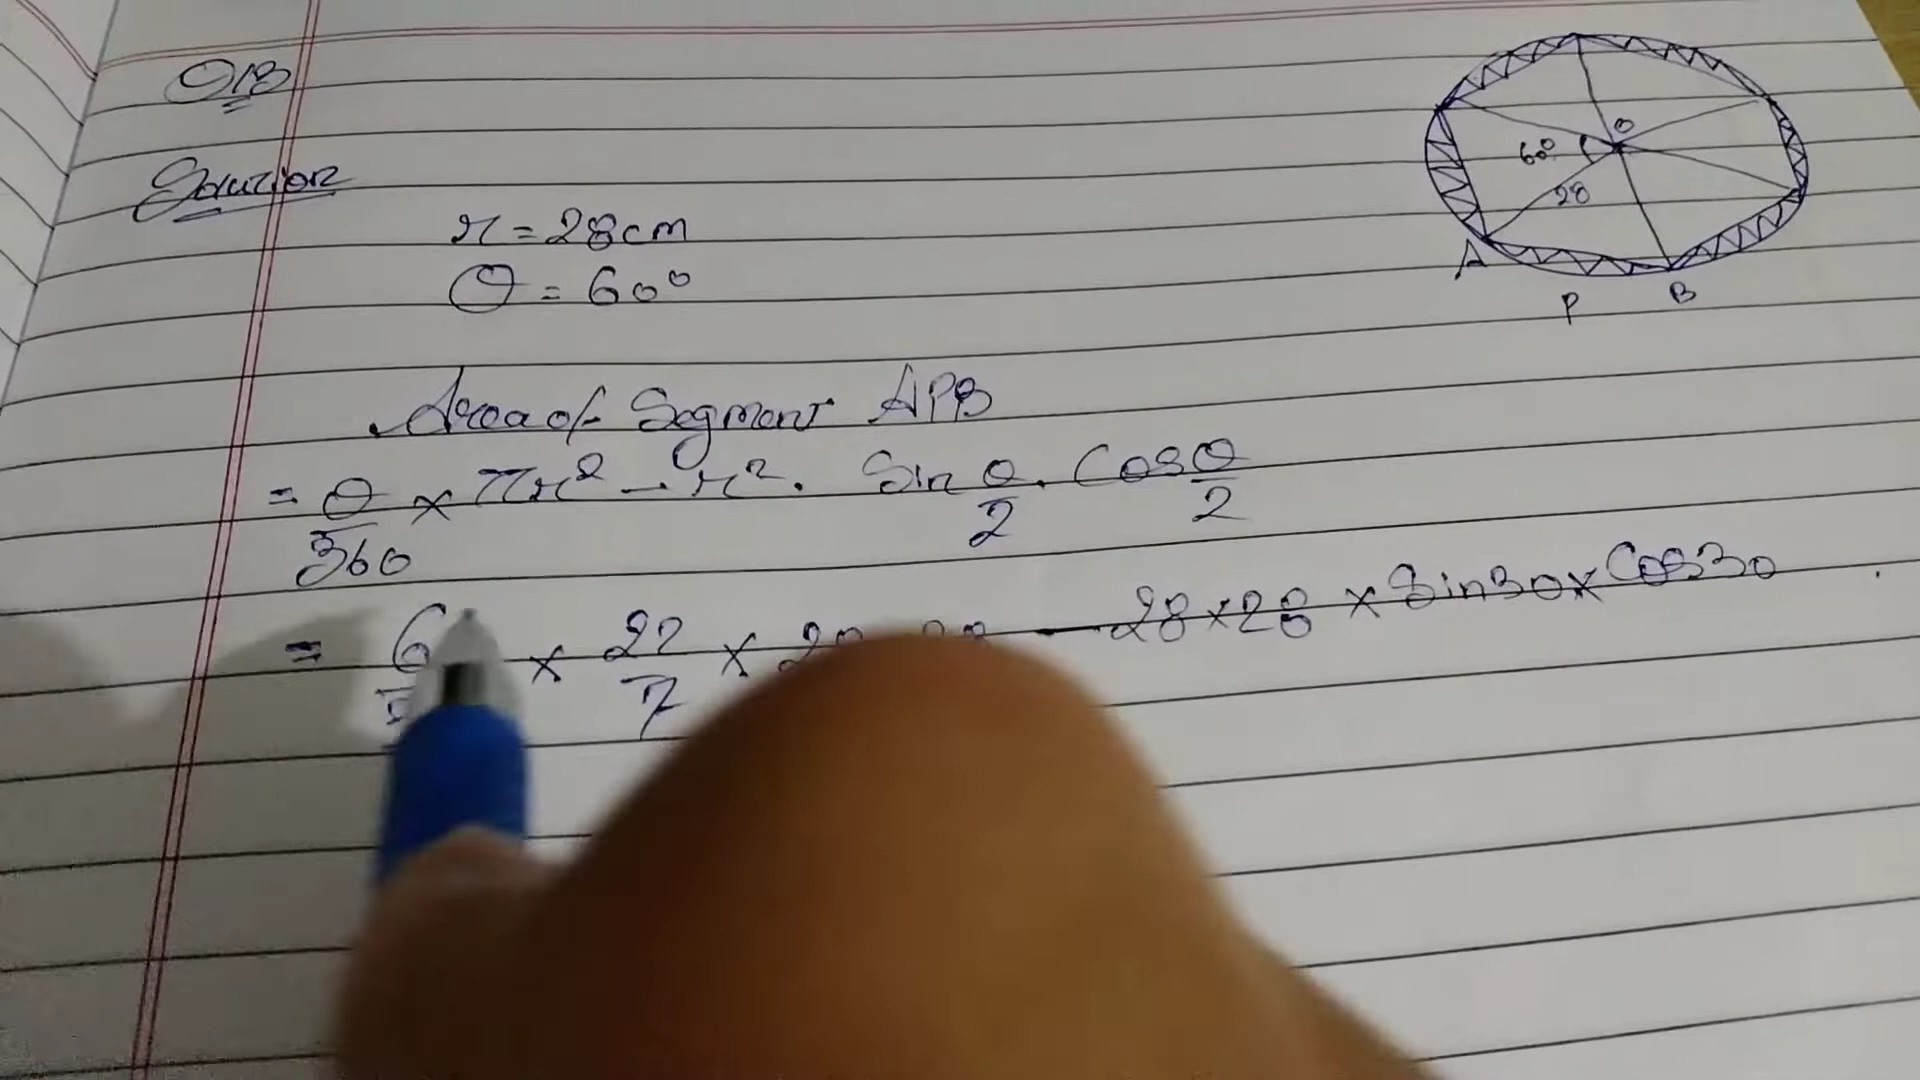 Q13
Solution
r = 28cm
θ = 60°
Area of Segment APB
= θ/360 × πr² - r². Sin θ/2. Cos θ/2
= 6 × 22/7 × 28 - 28×28 × Sin30 × Cos30
O
60°
28
A
P
B